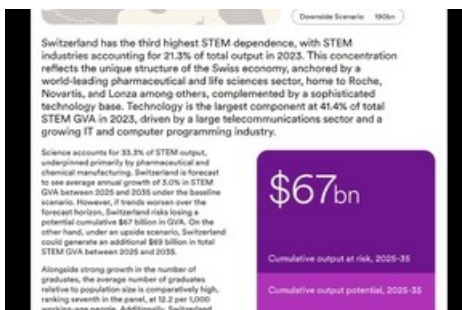 Downside Scenario 190bn
Switzerland has the third highest STEM dependence, with STEM
industries accounting for 21.3% of total output in 2023. This concentration
reflects the unique structure of the Swiss economy, anchored by a
world-leading pharmaceutical and life sciences sector, home to Roche,
Novartis, and Lonza among others, complemented by a sophisticated
technology base. Technology is the largest component at 41.4% of total
STEM GVA in 2023, driven by a large telecommunications sector and a
growing IT and computer programming industry.
Science accounts for 33.3% of STEM output,
underpinned primarily by pharmaceutical and
chemical manufacturing. Switzerland is forecast
to see average annual growth of 3.0% in STEM
GVA between 2025 and 2035 under the baseline
scenario. However, if trends worsen over the
forecast horizon, Switzerland risks losing a
potential cumulative $67 billion in GVA. On the
other hand, under an upside scenario, Switzerland
could generate an additional $69 billion in total
STEM GVA between 2025 and 2035.
Alongside strong growth in the number of
graduates, the average number of graduates
relative to population size is comparatively high,
ranking seventh in the panel, at 12.2 per 1,000
working-age people. Additionally, Switzerland
$67bn
Cumulative output at risk, 2025-35
Cumulative output potential, 2025-35